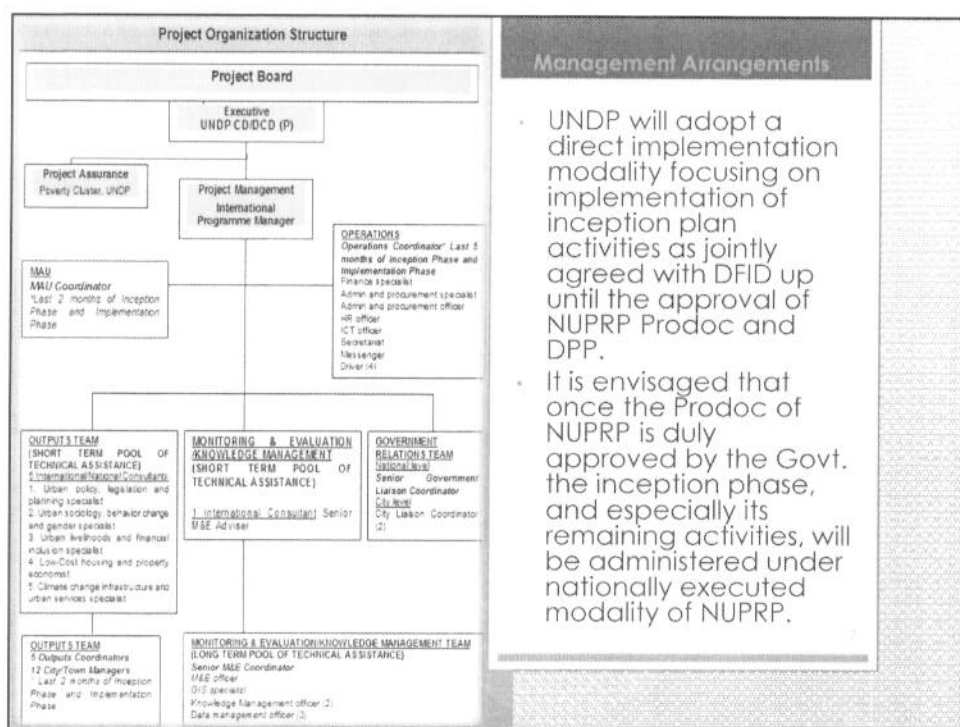 Project Organization Structure
Project Board
Executive
UNDP CD/DCD (P)
Project Assurance
Poverty Cluster, UNDP
Project Management
International
Programme Manager
OPERATIONS
Operations Coordinator* Last 5
months of Inception Phase and
Implementation Phase
Finance specialist
Admin and procurement specialist
Admin and procurement officer
HR officer
ICT officer
Secretariat
Messenger
Driver (4)
MAU
MAU Coordinator
*Last 2 months of Inception
Phase and Implementation
Phase
OUTPUTS TEAM
(SHORT TERM POOL OF
TECHNICAL ASSISTANCE)
5 International/National Consultants
1. Urban policy, legislation and
planning specialist
2. Urban sociology, behavior change
and gender specialist
3. Urban livelihoods and financial
inclusion specialist
4. Low-Cost housing and property
economist
5. Climate change infrastructure and
urban services specialist
MONITORING & EVALUATION
/KNOWLEDGE MANAGEMENT
(SHORT TERM POOL OF
TECHNICAL ASSISTANCE)
1 International Consultant Senior
M&E Adviser
GOVERNMENT
RELATIONS TEAM
National level
Senior Government
Liaison Coordinator
City level
City Liaison Coordinator
(2)
OUTPUTS TEAM
5 Outputs Coordinators
12 City/Town Managers
* Last 2 months of Inception
Phase and Implementation
Phase
MONITORING & EVALUATION/KNOWLEDGE MANAGEMENT TEAM
(LONG TERM POOL OF TECHNICAL ASSISTANCE)
Senior M&E Coordinator
M&E officer
GIS specialist
Knowledge Management officer (2)
Data management officer (3)
Management Arrangements
• UNDP will adopt a
direct implementation
modality focusing on
implementation of
inception plan
activities as jointly
agreed with DFID up
until the approval of
NUPRP Prodoc and
DPP.
• It is envisaged that
once the Prodoc of
NUPRP is duly
approved by the Govt.
the inception phase,
and especially its
remaining activities, will
be administered under
nationally executed
modality of NUPRP.